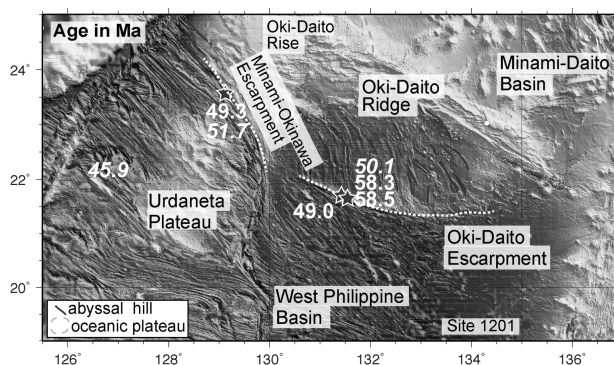 Age in Ma
Oki-Daito
Rise
Minami-Okinawa
Escarpment
Minami-Daito
Basin
Oki-Daito
Ridge
49.3
51.7
45.9
50.1
58.3
58.5
49.0
Urdaneta
Plateau
Oki-Daito
Escarpment
West Philippine
Basin
Site 1201
abyssal hill
oceanic plateau
24°
22°
20°
126°
128°
130°
132°
134°
136°